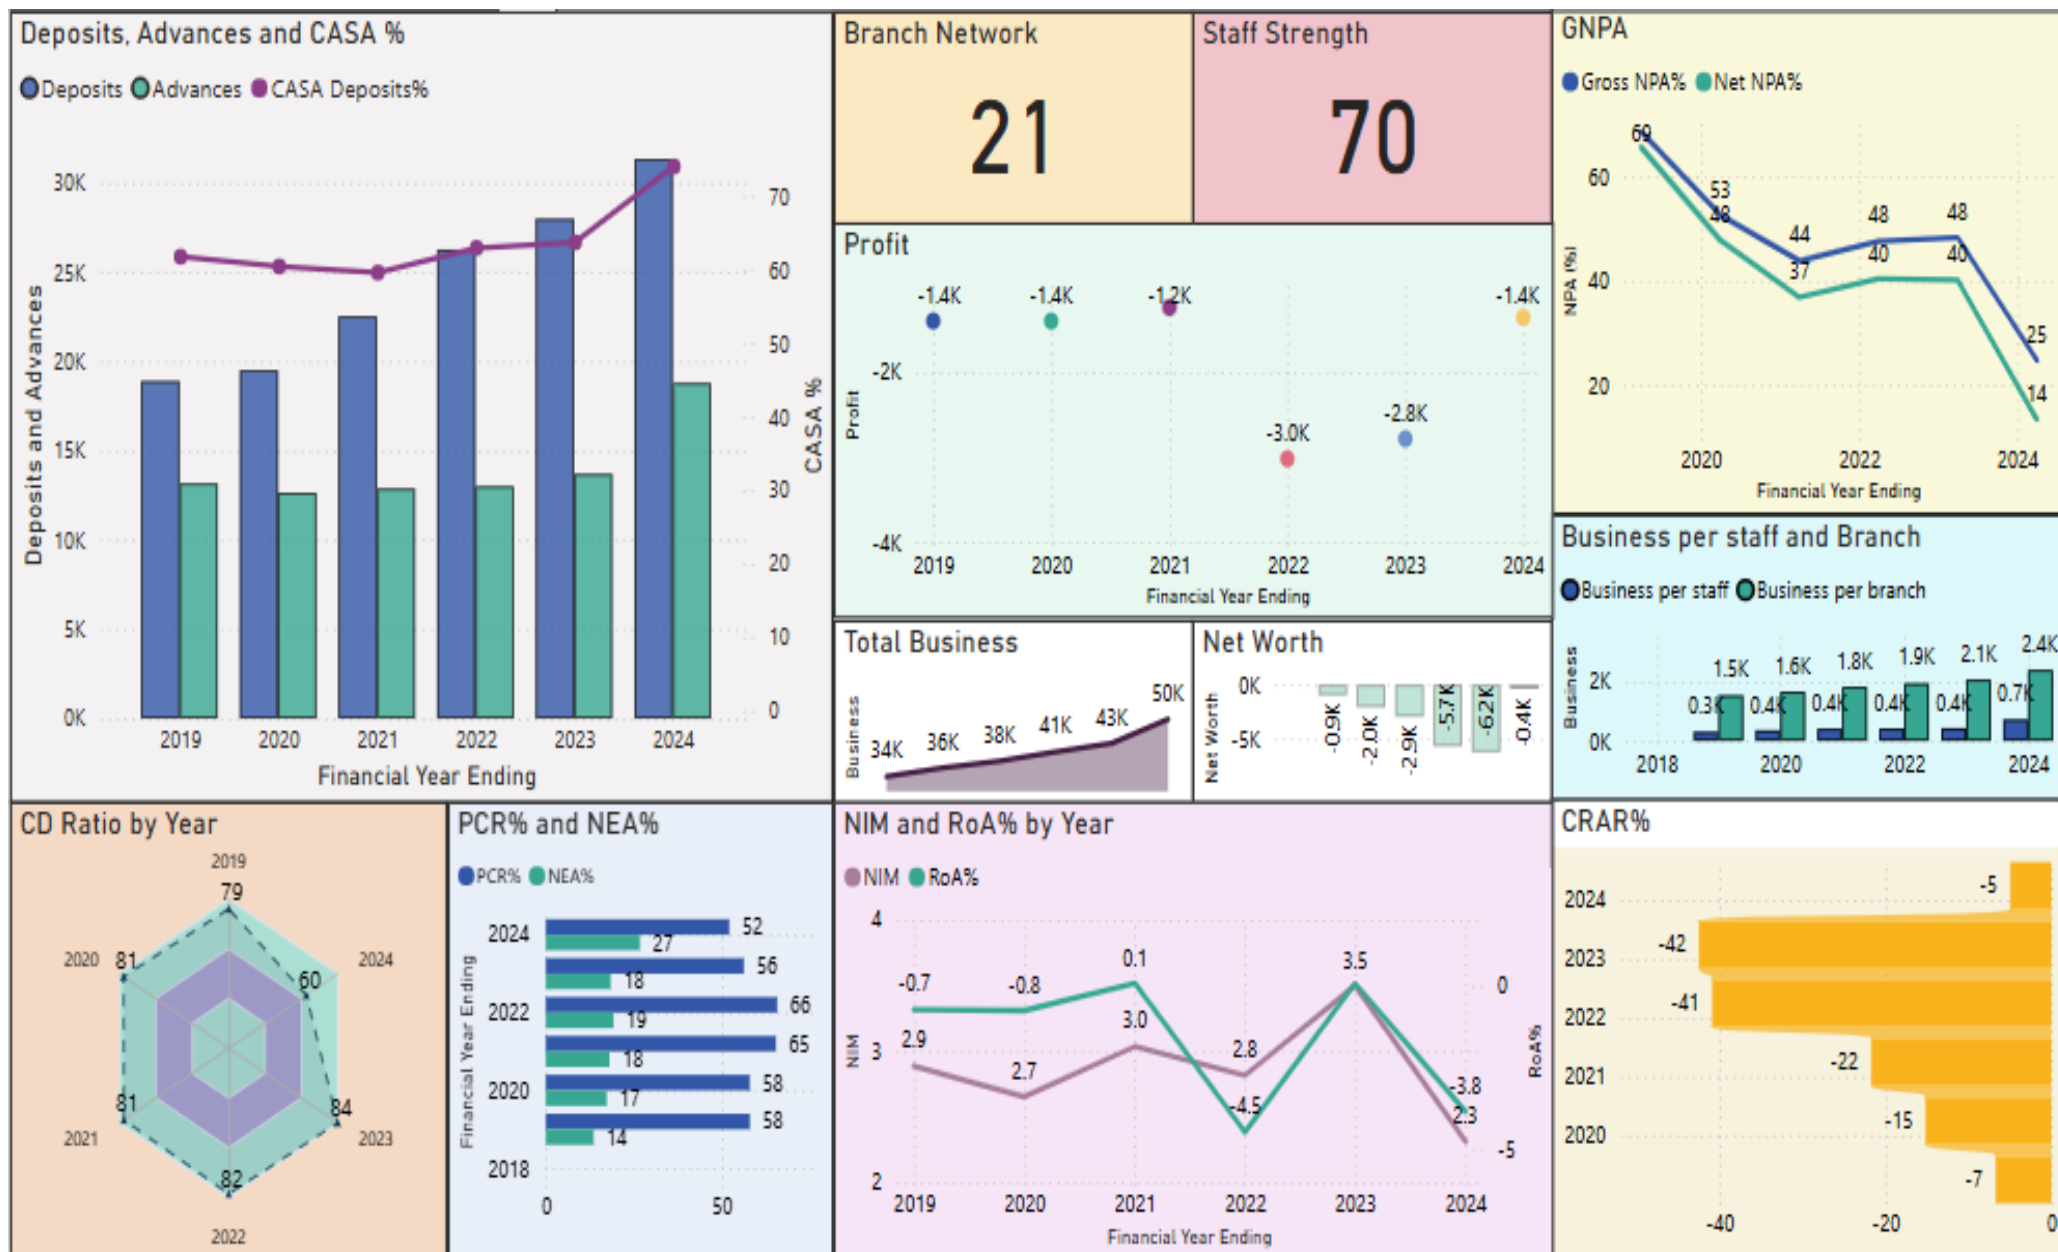 Deposits, Advances and CASA %
Deposits Advances CASA Deposits%
Deposits and Advances
30K
25K
20K
15K
10K
5K
0K
70
60
50
40
30
20
10
0
CASA %
2019 2020 2021 2022 2023 2024
Financial Year Ending
Branch Network
21
Staff Strength
70
Profit
Profit
-1.4K -1.4K -1.2K -3.0K -2.8K -1.4K
-2K
-4K
2019 2020 2021 2022 2023 2024
Financial Year Ending
GNPA
Gross NPA% Net NPA%
NPA (%)
60
40
20
69
53
48
44
37
48
40
48
40
25
14
2020 2022 2024
Financial Year Ending
Total Business
Business
34K 36K 38K 41K 43K 50K
Net Worth
Net Worth
0K
-5K
-0.9K
-2.0K
-2.9K
-5.7K
-6.2K
-0.4K
Business per staff and Branch
Business per staff Business per branch
Business
2K
0K
1.5K 1.6K 1.8K 1.9K 2.1K 2.4K
0.3K 0.4K 0.4K 0.4K 0.4K 0.7K
2018 2020 2022 2024
CD Ratio by Year
2019
79
2020 81
60 2024
2021 81
84 2023
82
2022
PCR% and NEA%
PCR% NEA%
Financial Year Ending
2024
2022
2020
2018
52
27
56
18
66
19
65
18
58
17
58
14
0 50
NIM and RoA% by Year
NIM RoA%
NIM
4
3
2
-0.7 -0.8 0.1 -4.5 3.5 -3.8
2.9 2.7 3.0 2.8 2.3
0
-5
RoA%
2019 2020 2021 2022 2023 2024
Financial Year Ending
CRAR%
2024
2023
2022
2021
2020
-5
-42
-41
-22
-15
-7
-40 -20 0